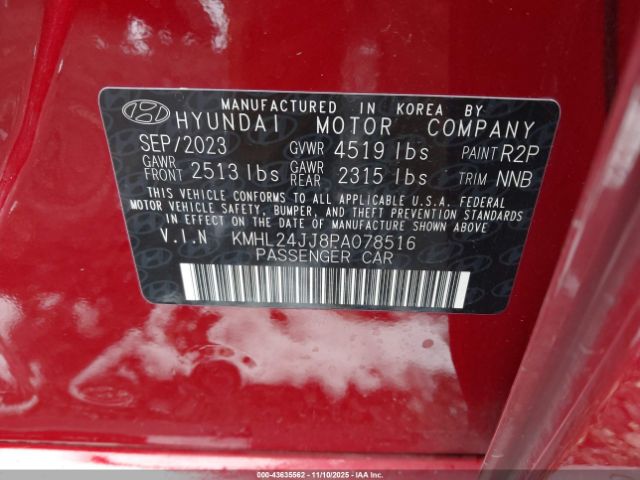 MANUFACTURED IN KOREA BY
HYUNDAI MOTOR COMPANY
SEP/2023 GVWR 4519 lbs PAINT R2P
GAWR FRONT 2513 lbs GAWR REAR 2315 lbs TRIM NNB
THIS VEHICLE CONFORMS TO ALL APPLICABLE U.S.A. FEDERAL
MOTOR VEHICLE SAFETY, BUMPER, AND THEFT PREVENTION STANDARDS
IN EFFECT ON THE DATE OF MANUFACTURE SHOWN ABOVE
V.I.N KMHL24JJ8PA078516
PASSENGER CAR
000-43635562 - 11/10/2025 - IAAI.COM